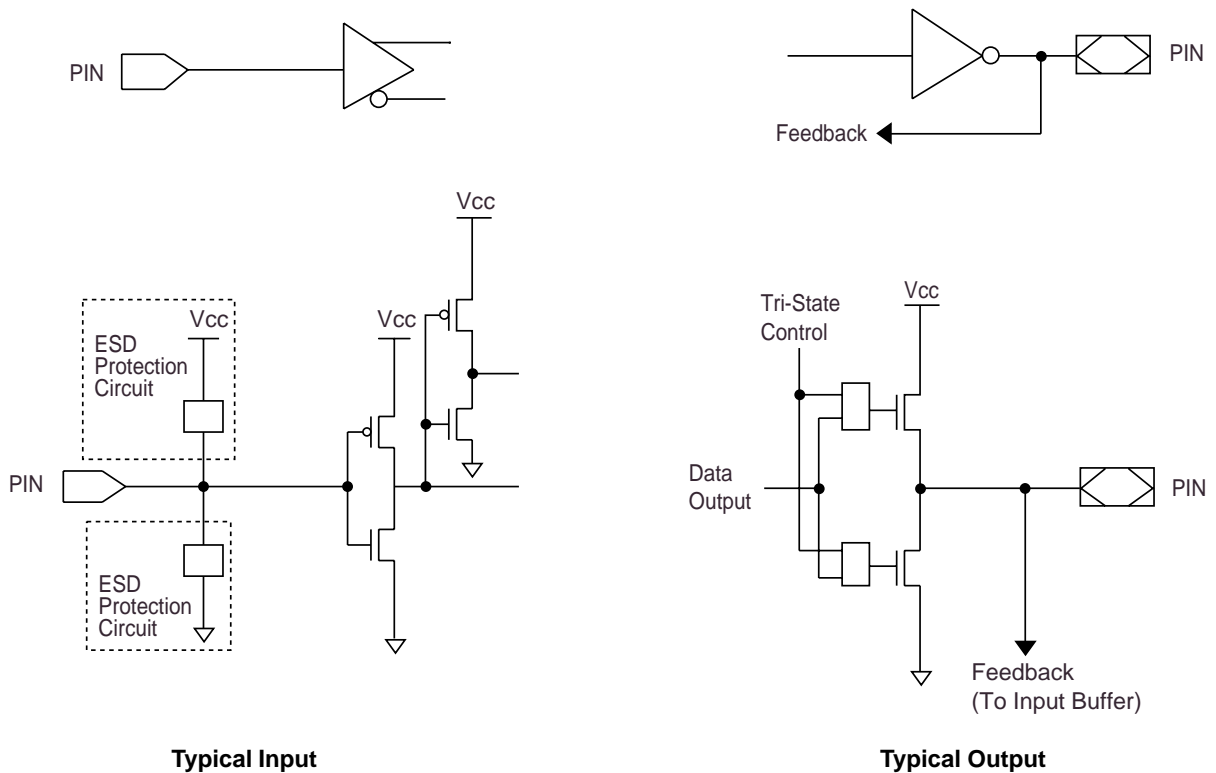 PIN
PIN
Feedback
Vcc
Vcc
ESD
Protection
Circuit
Vcc
PIN
ESD
Protection
Circuit
Tri-State
Control
Vcc
Data
Output
PIN
Feedback
(To Input Buffer)
Typical Input
Typical Output